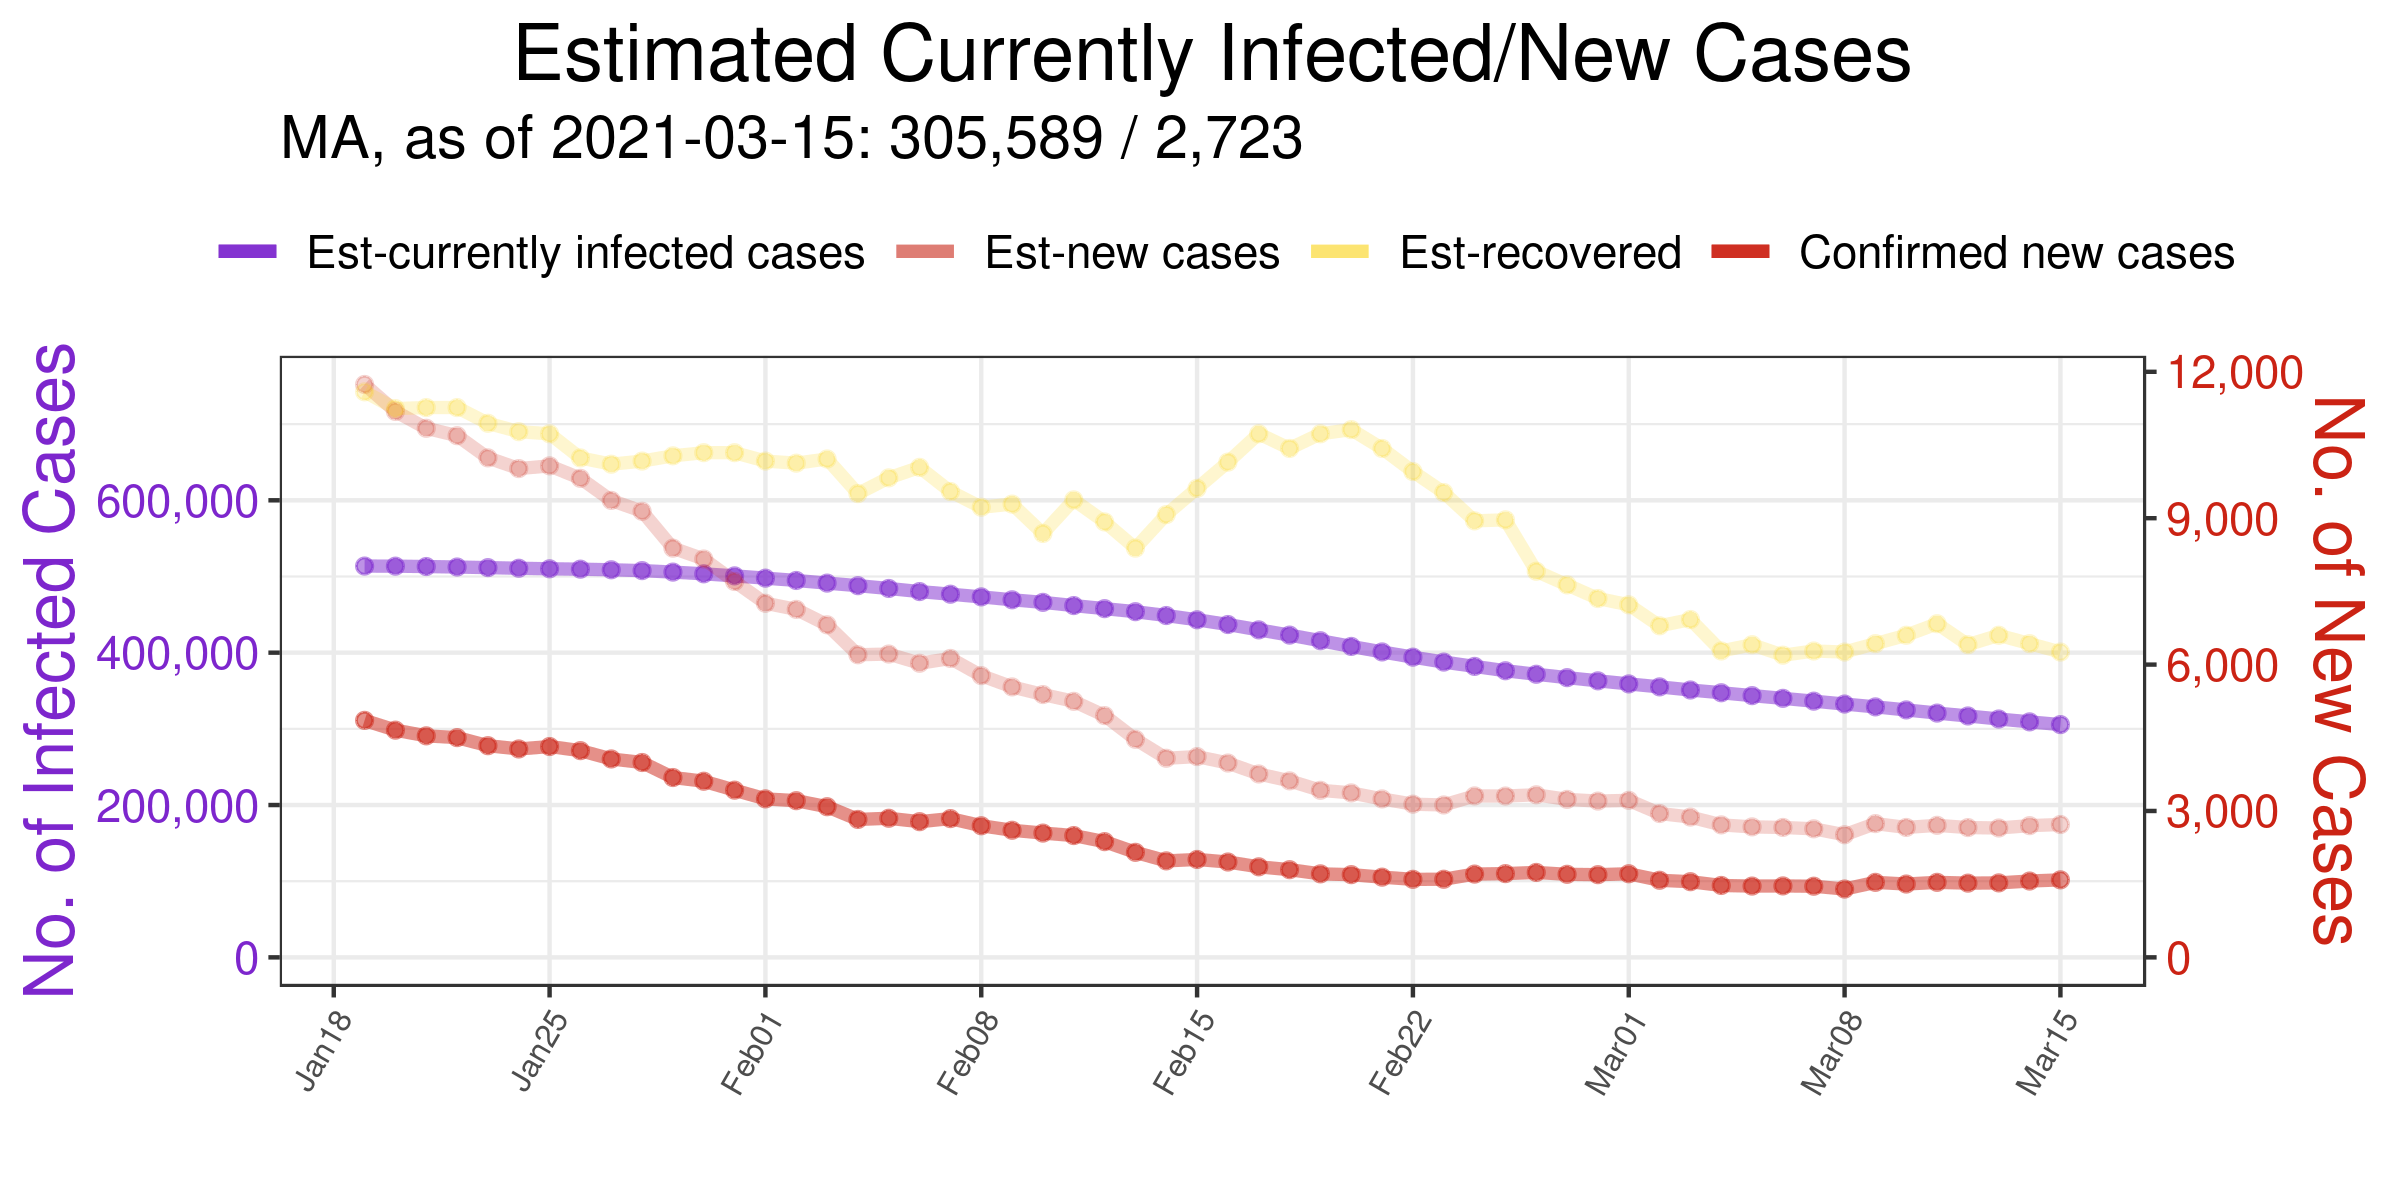 Estimated Currently Infected/New Cases
MA, as of 2021-03-15: 305,589 / 2,723
Est-currently infected cases Est-new cases Est-recovered Confirmed new cases
No. of Infected Cases
600,000
400,000
200,000
0
12,000
9,000
6,000
3,000
0
No. of New Cases
Jan18 Jan25 Feb01 Feb08 Feb15 Feb22 Mar01 Mar08 Mar15